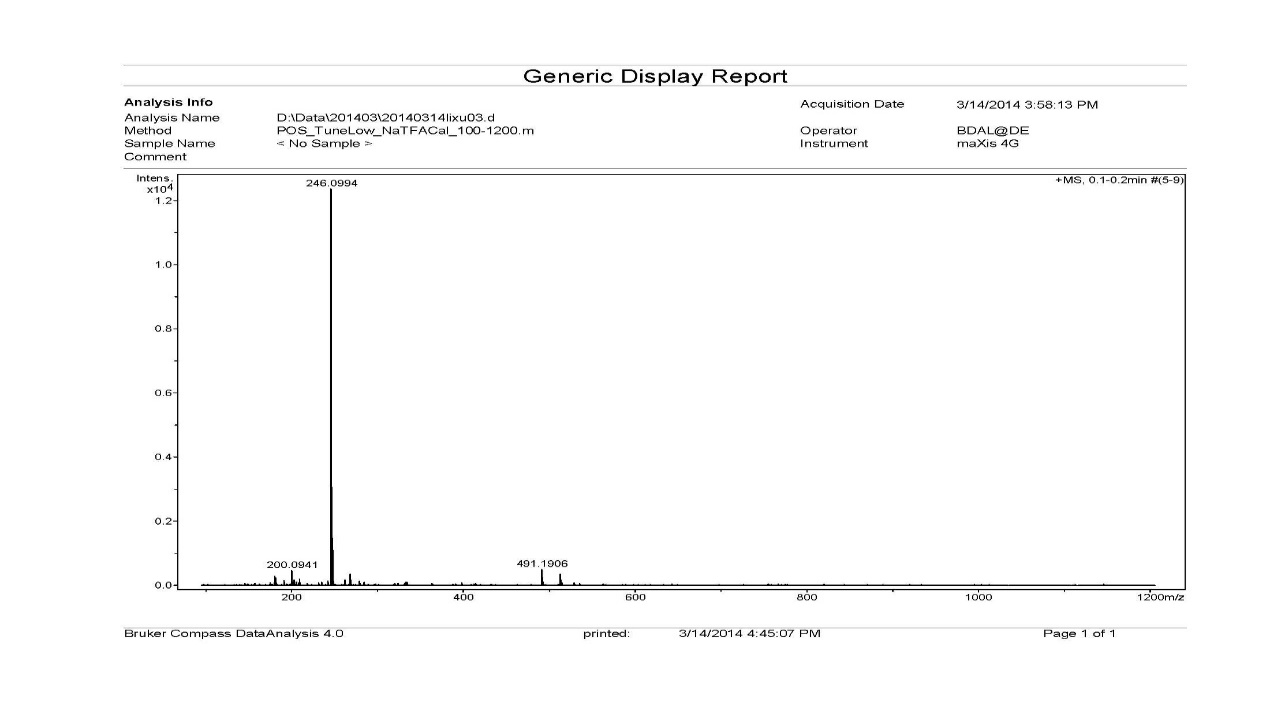 Generic Display Report
Analysis Info
Acquisition Date 3/14/2014 3:58:13 PM
Analysis Name D:\Data\201403\20140314lixu03.d
Method POS_TuneLow_NaTFACal_100-1200.m
Operator BDAL@DE
Sample Name < No Sample >
Instrument maXis 4G
Comment
Intens.
x10⁴
+MS, 0.1-0.2min #(5-9)
246.0994
1.2
1.0
0.8
0.6
0.4
0.2
200.0941
491.1906
0.0
200 400 600 800 1000 1200m/z
Bruker Compass DataAnalysis 4.0 printed: 3/14/2014 4:45:07 PM Page 1 of 1